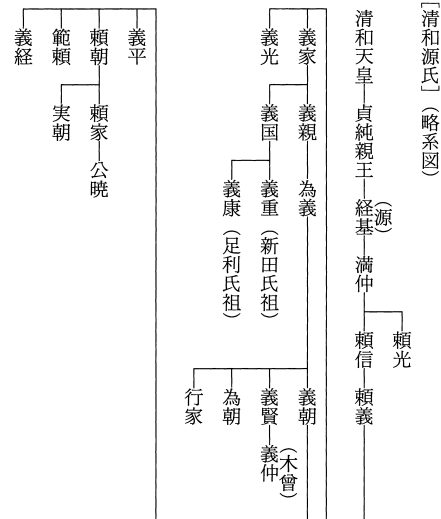 ［清和源氏］（略系図）
清和天皇
貞純親王
（源）
経基
満仲
頼光
頼信
頼義
義家
義親
為義
義朝
義賢
（木曾）
義仲
為朝
行家
義国
義重（新田氏祖）
義康（足利氏祖）
義光
義平
頼朝
頼家
公暁
実朝
範頼
義経